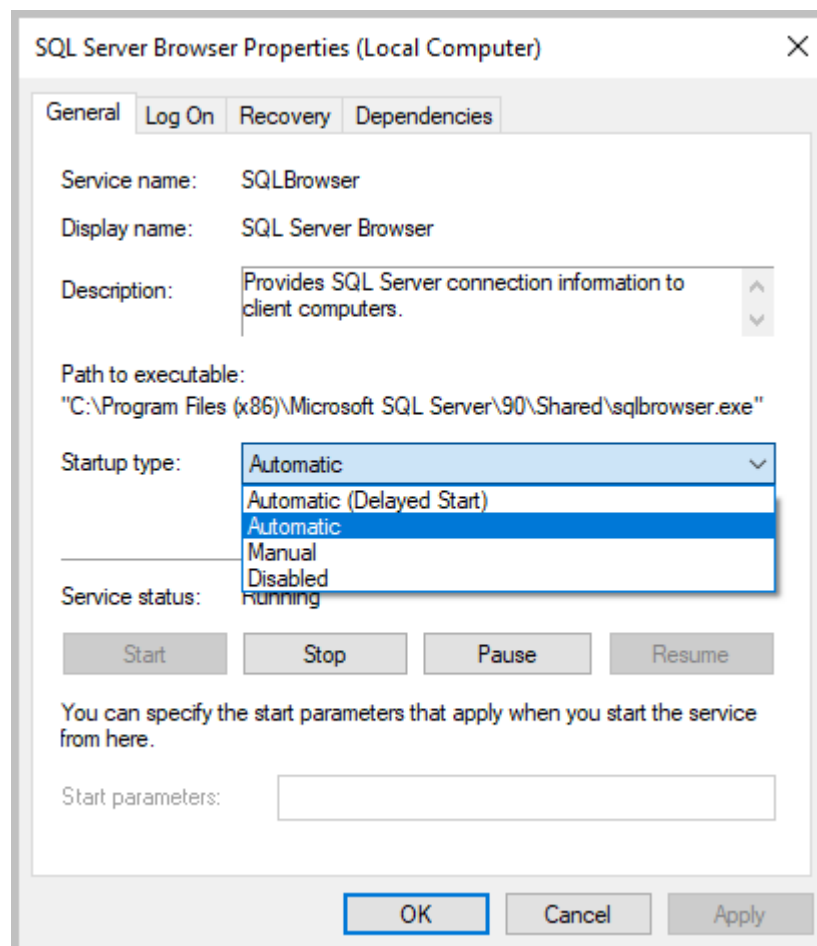 SQL Server Browser Properties (Local Computer)
General Log On Recovery Dependencies
Service name: SQLBrowser
Display name: SQL Server Browser
Description: Provides SQL Server connection information to
client computers.
Path to executable:
"C:\Program Files (x86)\Microsoft SQL Server\90\Shared\sqlbrowser.exe"
Startup type: Automatic
Automatic (Delayed Start)
Automatic
Manual
Disabled
Service status: Running
Start Stop Pause Resume
You can specify the start parameters that apply when you start the service
from here.
Start parameters:
OK Cancel Apply